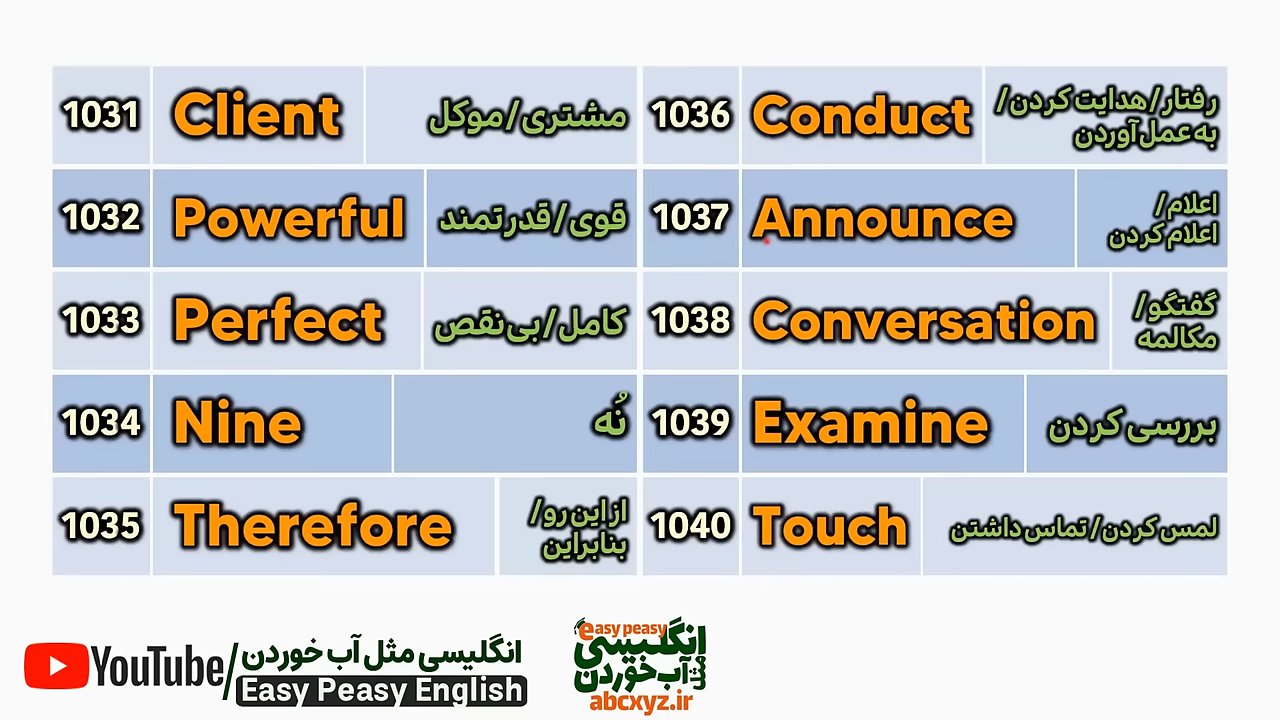 1031 Client مشتری/موکل
1032 Powerful قوی/قدرتمند
1033 Perfect کامل/بی‌نقص
1034 Nine نُه
1035 Therefore از این رو/
بنابراین
1036 Conduct رفتار/هدایت کردن/
به عمل آوردن
1037 Announce اعلام/
اعلام کردن
1038 Conversation گفتگو/
مکالمه
1039 Examine بررسی کردن
1040 Touch لمس کردن/تماس داشتن
YouTube/انگلیسی مثل آب خوردن
Easy Peasy English
easy peasy
انگلیسی
مثل آب خوردن
abcxyz.ir